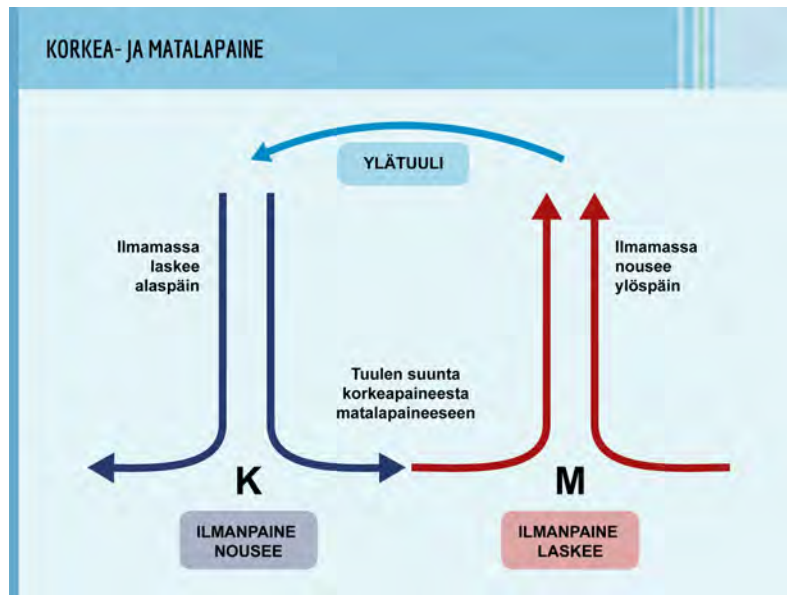 KORKEA- JA MATALAPAINE
YLÄTUULI
Ilmamassa
laskee
alaspäin
Ilmamassa
nousee
ylöspäin
Tuulen suunta
korkeapaineesta
matalapaineeseen
K
M
ILMANPAINE
NOUSEE
ILMANPAINE
LASKEE